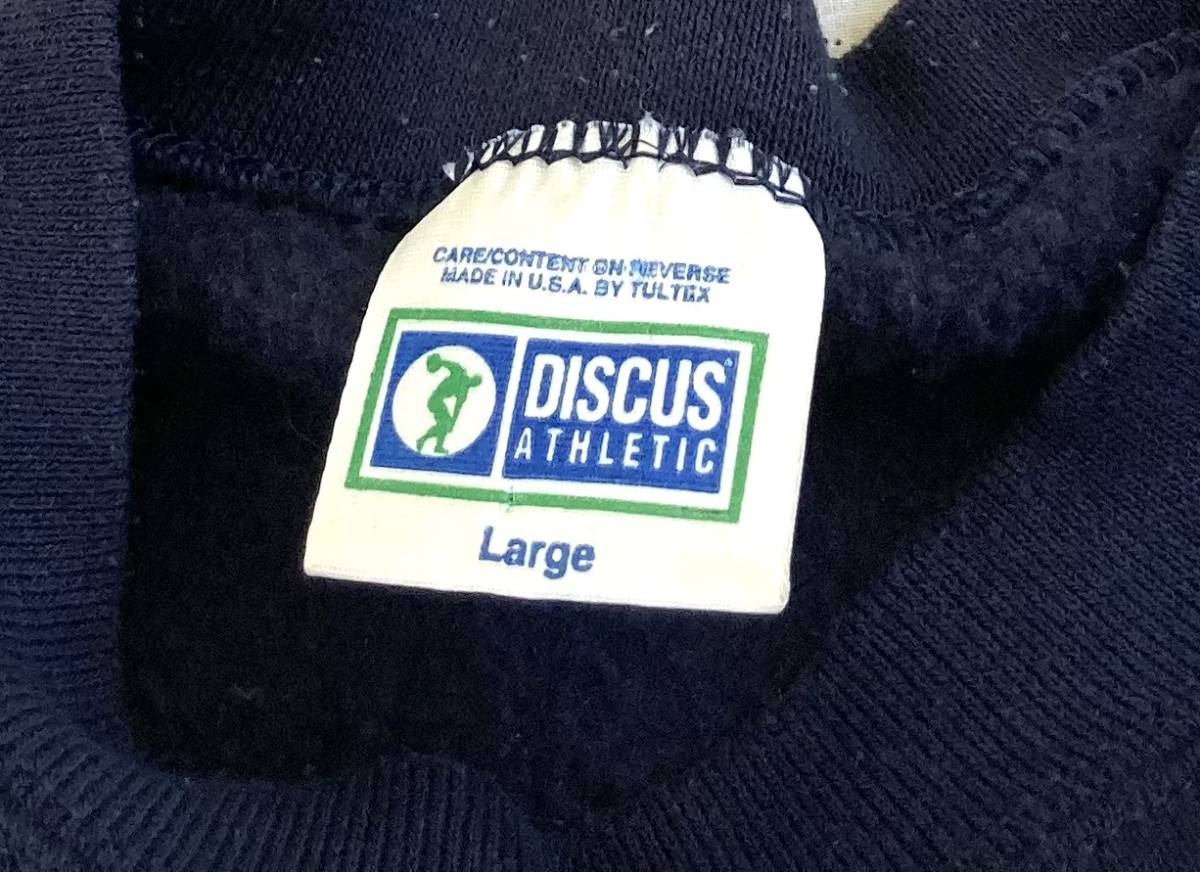 CARE/CONTENT ON REVERSE
MADE IN U.S.A. BY TULTEX
DISCUS®
ATHLETIC
Large